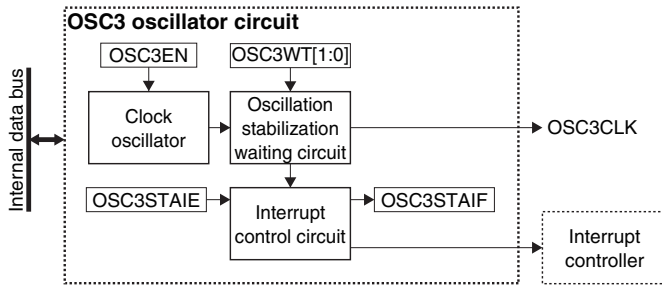 OSC3 oscillator circuit
OSC3EN
OSC3WT[1:0]
Internal data bus
Clock
oscillator
Oscillation
stabilization
waiting circuit
OSC3CLK
OSC3STAIE
Interrupt
control circuit
OSC3STAIF
Interrupt
controller